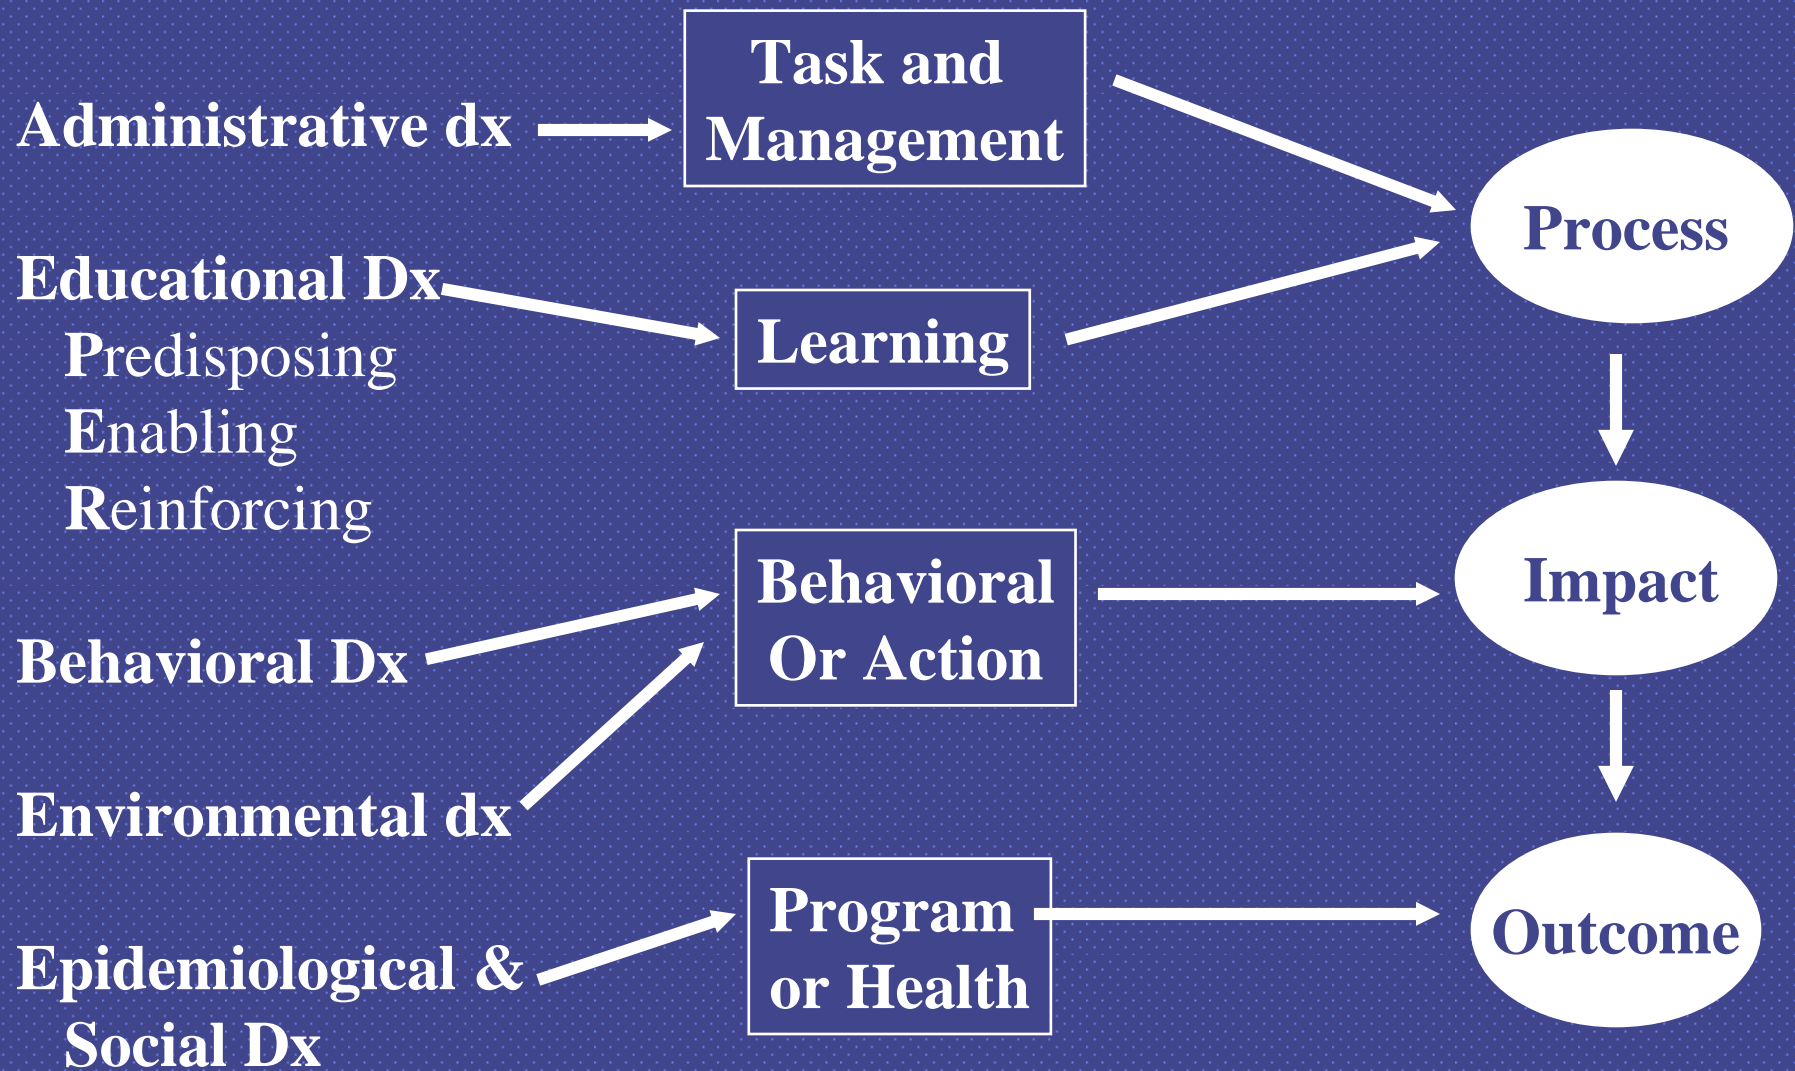 Administrative dx
Educational Dx
Predisposing
Enabling
Reinforcing
Behavioral Dx
Environmental dx
Epidemiological &
Social Dx
Task and
Management
Learning
Behavioral
Or Action
Program
or Health
Process
Impact
Outcome